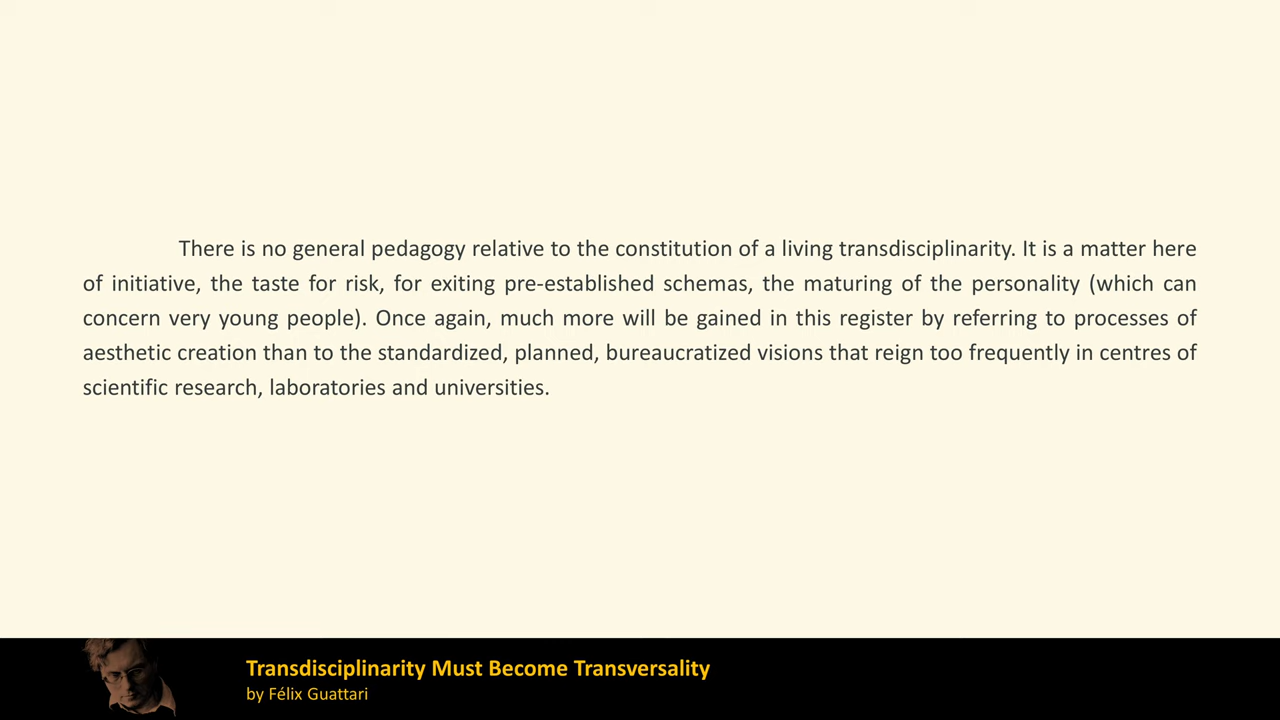 There is no general pedagogy relative to the constitution of a living transdisciplinarity. It is a matter here
of initiative, the taste for risk, for exiting pre-established schemas, the maturing of the personality (which can
concern very young people). Once again, much more will be gained in this register by referring to processes of
aesthetic creation than to the standardized, planned, bureaucratized visions that reign too frequently in centres of
scientific research, laboratories and universities.
Transdisciplinarity Must Become Transversality
by Félix Guattari